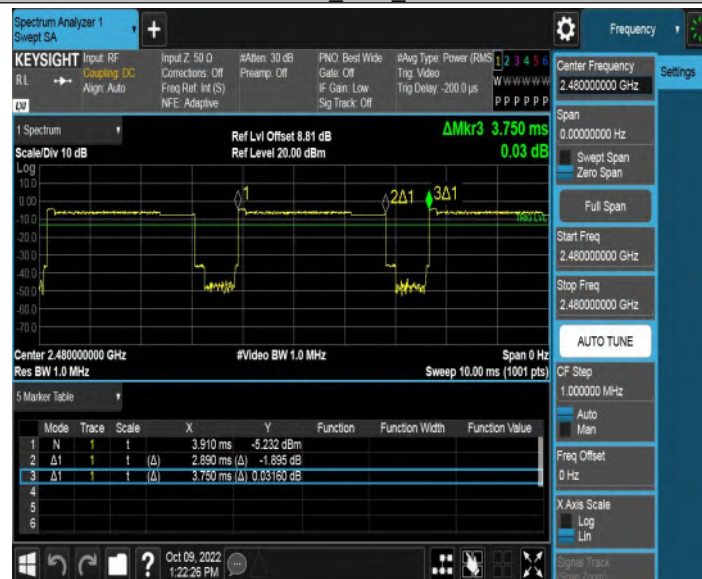 Spectrum Analyzer 1
Swept SA
+
Frequency
KEYSIGHT
RL
Input: RF
Coupling: DC
Align: Auto
Input Z: 50 Ω
Corrections: Off
Freq Ref: Int (S)
NFE: Adaptive
#Atten: 30 dB
Preamp: Off
PNO: Best Wide
Gate: Off
IF Gain: Low
Sig Track: Off
#Avg Type: Power (RMS
Trig: Video
Trig Delay: -200.0 µs
1 2 3 4 5 6
W W W W W W
P P P P P P
LXI
1 Spectrum
Scale/Div 10 dB
Ref Lvl Offset 8.81 dB
Ref Level 20.00 dBm
ΔMkr3 3.750 ms
0.03 dB
Log
10.0
0.00
-10.0
-20.0
-30.0
-40.0
-50.0
-60.0
-70.0
1
2Δ1
3Δ1
TRIG LVL
Center 2.480000000 GHz
Res BW 1.0 MHz
#Video BW 1.0 MHz
Span 0 Hz
Sweep 10.00 ms (1001 pts)
5 Marker Table
Mode Trace Scale X Y Function Function Width Function Value
1 N 1 t 3.910 ms -5.232 dBm
2 Δ1 1 t (Δ) 2.890 ms (Δ) -1.895 dB
3 Δ1 1 t (Δ) 3.750 ms (Δ) 0.03160 dB
4
5
6
?
Oct 09, 2022
1:22:26 PM
Settings
Center Frequency
2.480000000 GHz
Span
0.00000000 Hz
Swept Span
Zero Span
Full Span
Start Freq
2.480000000 GHz
Stop Freq
2.480000000 GHz
AUTO TUNE
CF Step
1.000000 MHz
Auto
Man
Freq Offset
0 Hz
X Axis Scale
Log
Lin
Signal Track